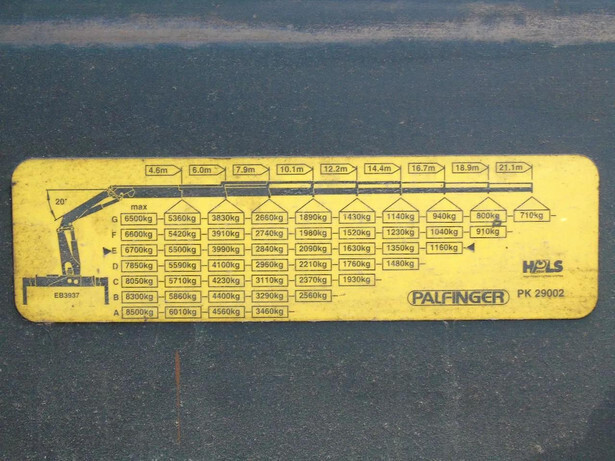 4.6m 6.0m 7.9m 10.1m 12.2m 14.4m 16.7m 18.9m 21.1m
20°
max
G 6500kg 5360kg 3830kg 2660kg 1890kg 1430kg 1140kg 940kg 800kg 710kg
F 6600kg 5420kg 3910kg 2740kg 1980kg 1520kg 1230kg 1040kg 910kg
E 6700kg 5500kg 3990kg 2840kg 2090kg 1630kg 1350kg 1160kg
D 7850kg 5590kg 4100kg 2960kg 2210kg 1760kg 1480kg
C 8050kg 5710kg 4230kg 3110kg 2370kg 1930kg
B 8300kg 5860kg 4400kg 3290kg 2560kg
A 8500kg 6010kg 4560kg 3460kg
EB3937
HPLS
PALFINGER PK 29002